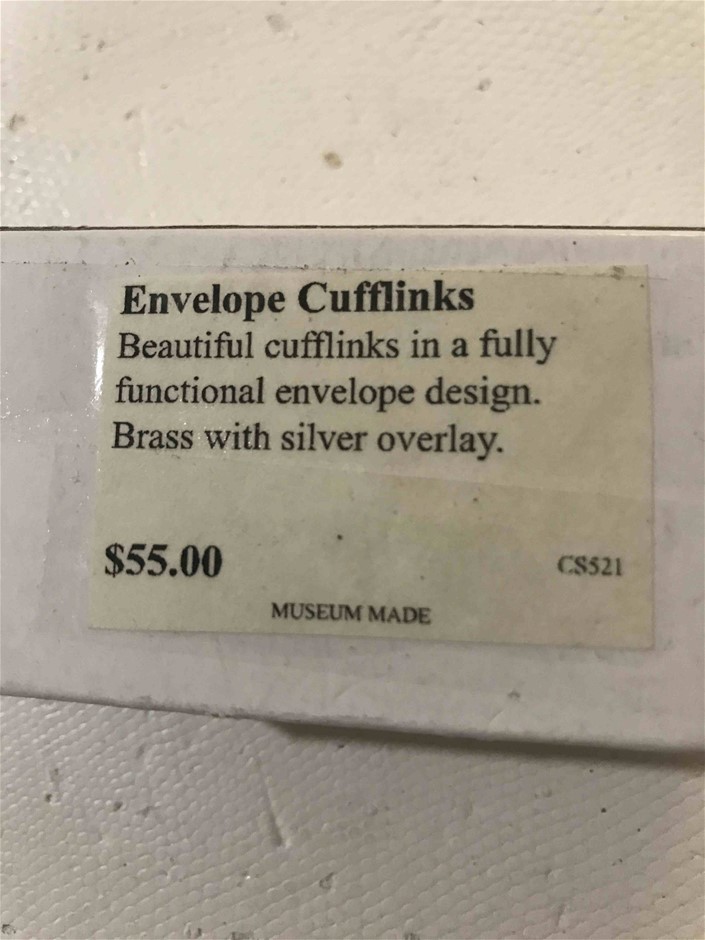 Envelope Cufflinks
Beautiful cufflinks in a fully
functional envelope design.
Brass with silver overlay.
$55.00 CS521
MUSEUM MADE